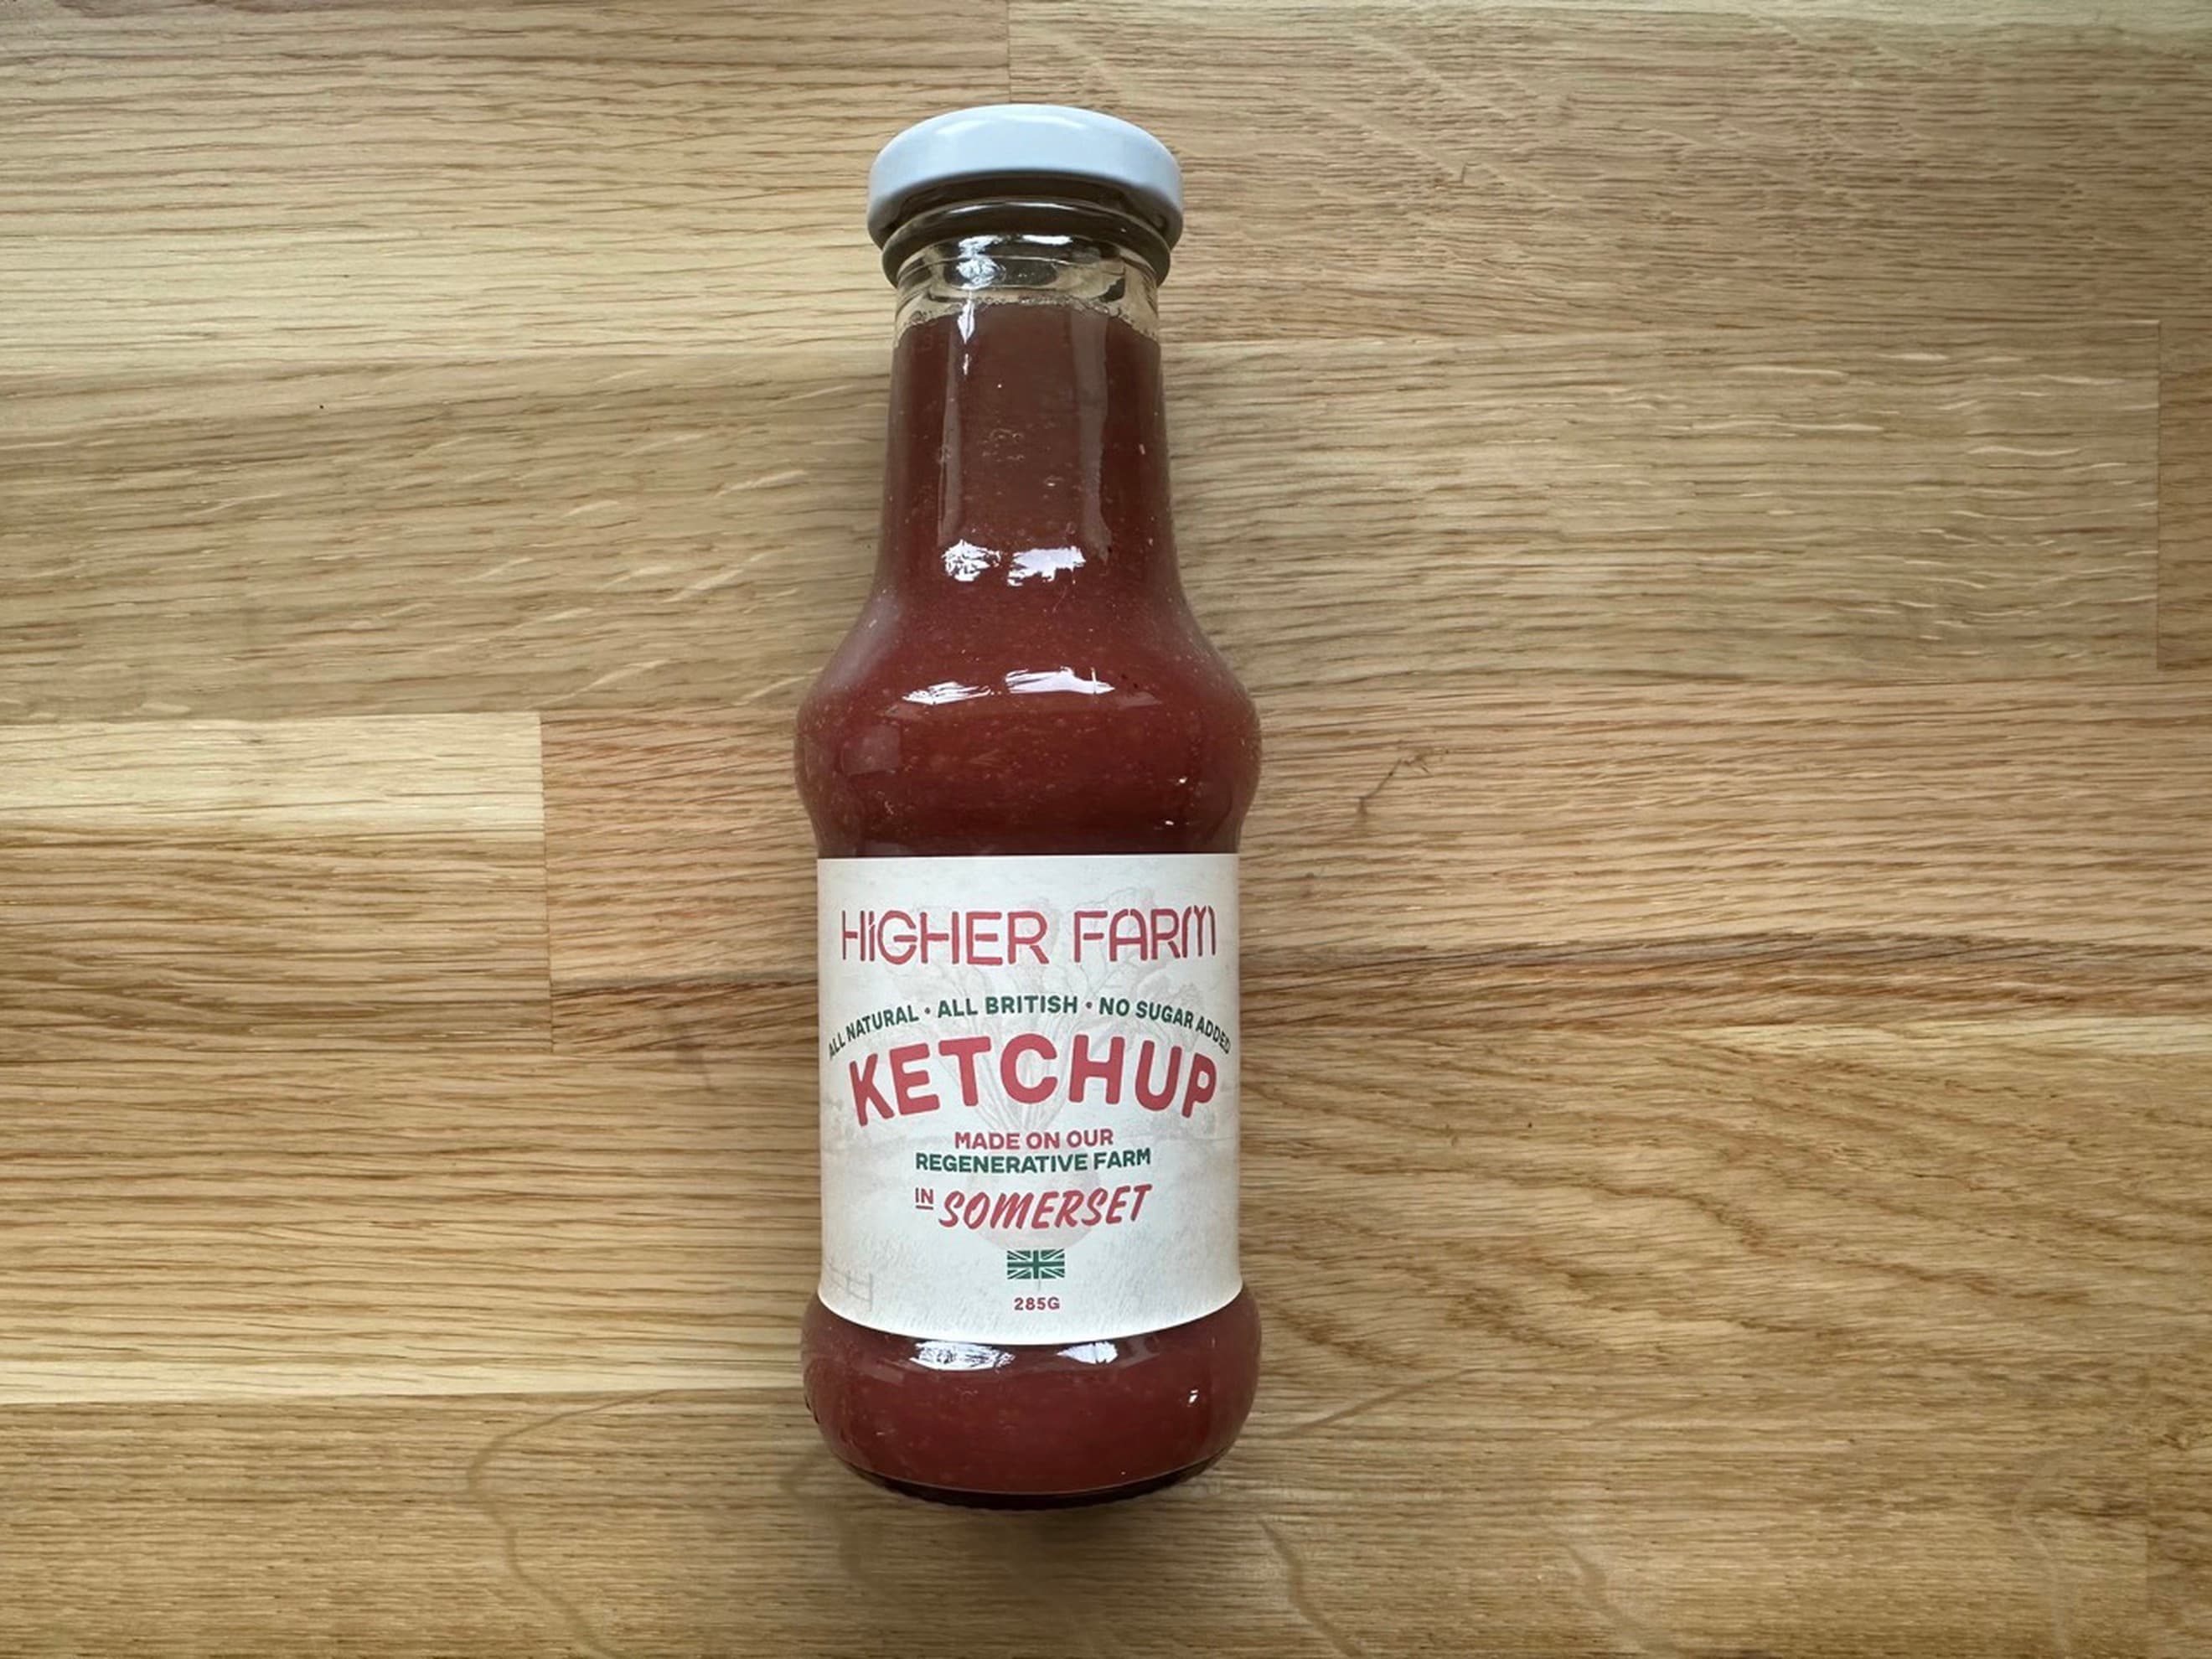 HIGHER FARM
ALL NATURAL • ALL BRITISH • NO SUGAR ADDED
KETCHUP
MADE ON OUR
REGENERATIVE FARM
IN SOMERSET
285G